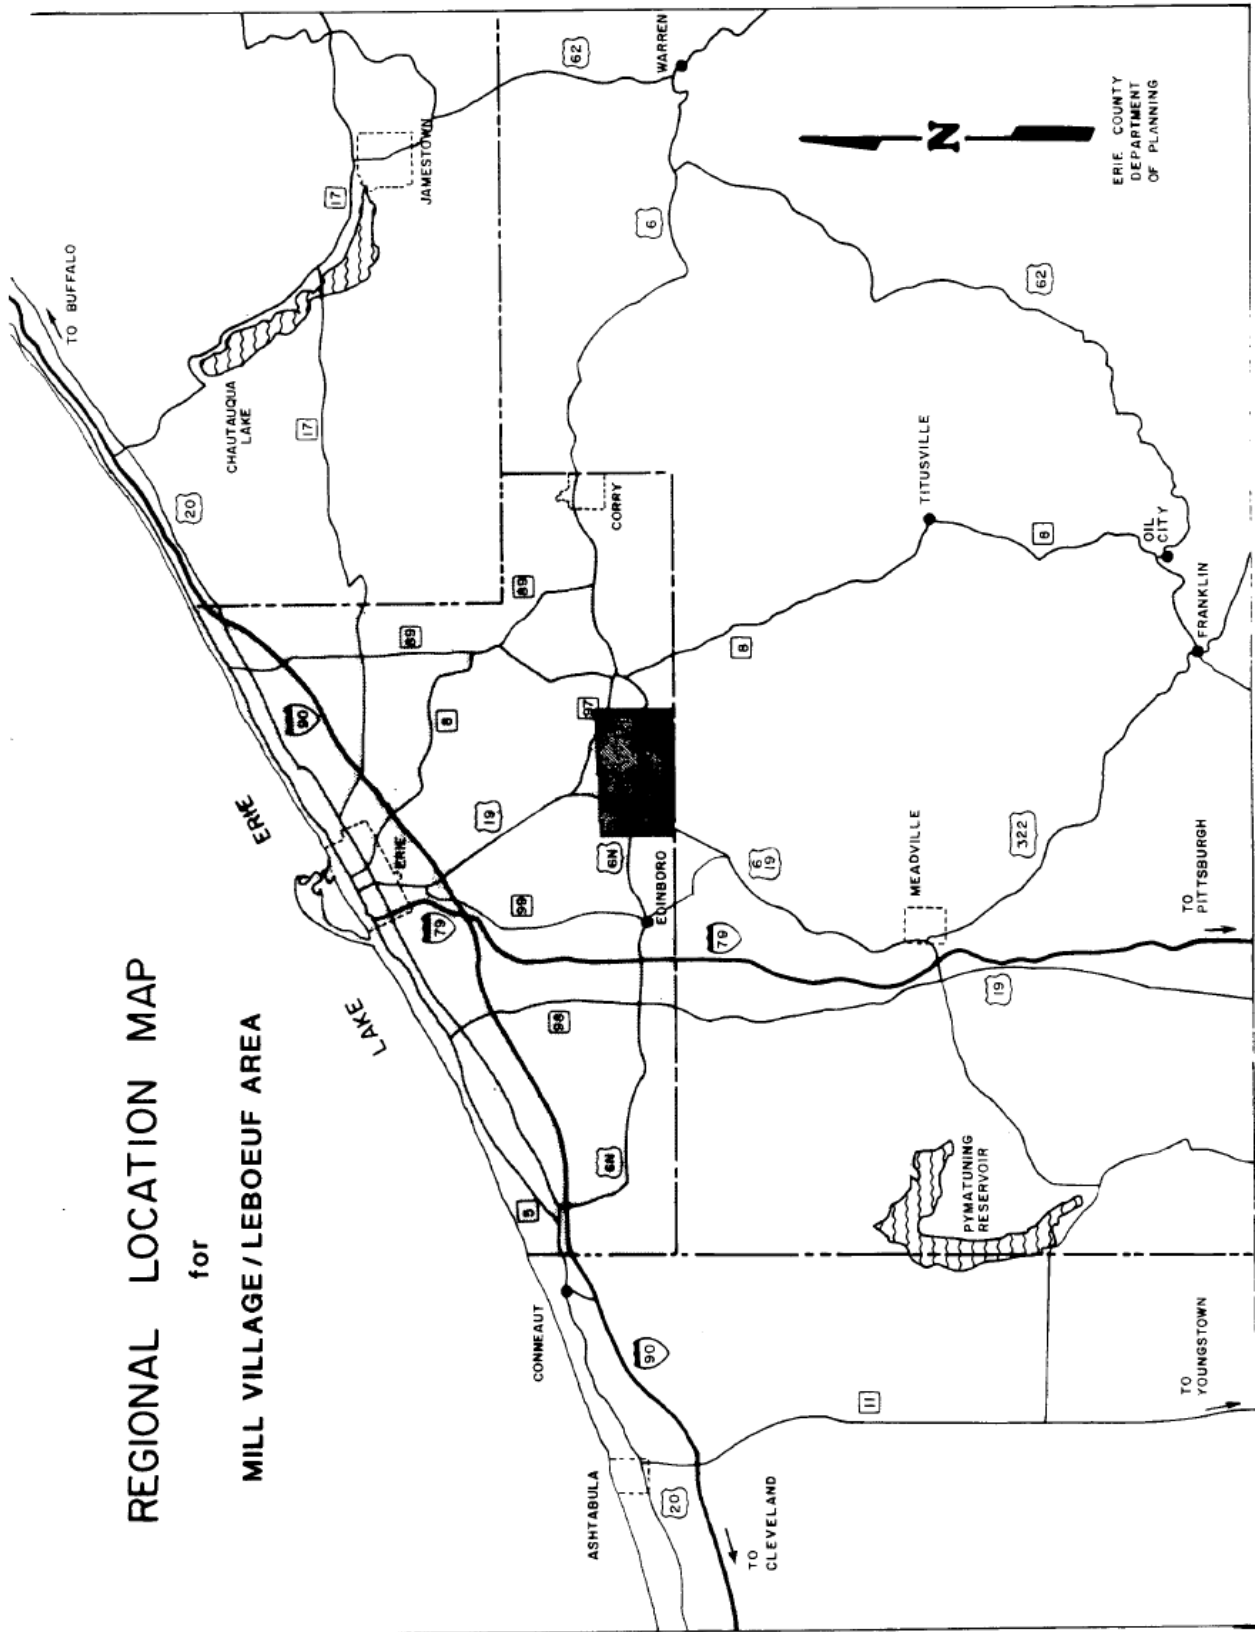 REGIONAL LOCATION MAP
for
MILL VILLAGE/LEBOEUF AREA
LAKE
ERIE
TO BUFFALO
CHAUTAUQUA
LAKE
20
17
17
JAMESTOWN
62
WARREN
6
90
89
89
8
ERIE
79
19
99
97
CORRY
6N
EDINBORO
98
5
6N
CONNEAUT
90
ASHTABULA
20
TO
CLEVELAND
11
TO
YOUNGSTOWN
PYMATUNING
RESERVOIR
79
6
19
MEADVILLE
19
322
TO
PITTSBURGH
8
TITUSVILLE
8
OIL
CITY
FRANKLIN
62
N
ERIE COUNTY
DEPARTMENT
OF PLANNING